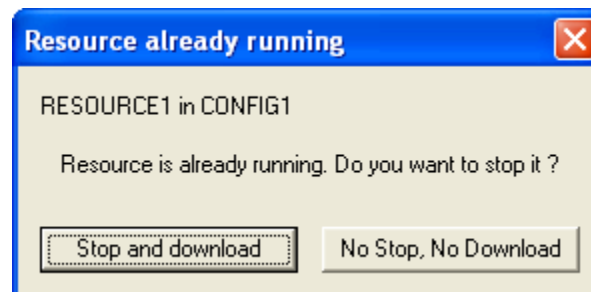 Resource already running
RESOURCE1 in CONFIG1
Resource is already running. Do you want to stop it ?
Stop and download
No Stop, No Download